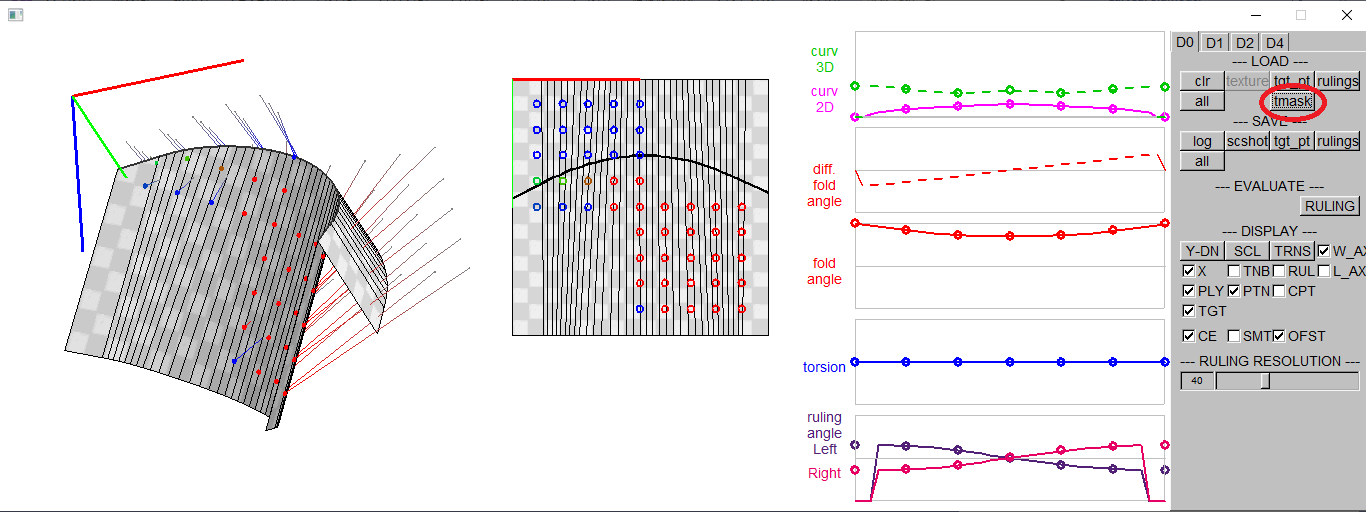 curv
3D
curv
2D
diff.
fold
angle
fold
angle
torsion
ruling
angle
Left
Right
D0 D1 D2 D4
--- LOAD ---
clr texture tgt_pt rulings
all tmask
--- SAVE ---
log scshot tgt_pt rulings
all
--- EVALUATE ---
RULING
--- DISPLAY ---
Y-DN SCL TRNS W_AX
X TNB RUL L_AX
PLY PTN CPT
TGT
CE SMT OFST
--- RULING RESOLUTION ---
40